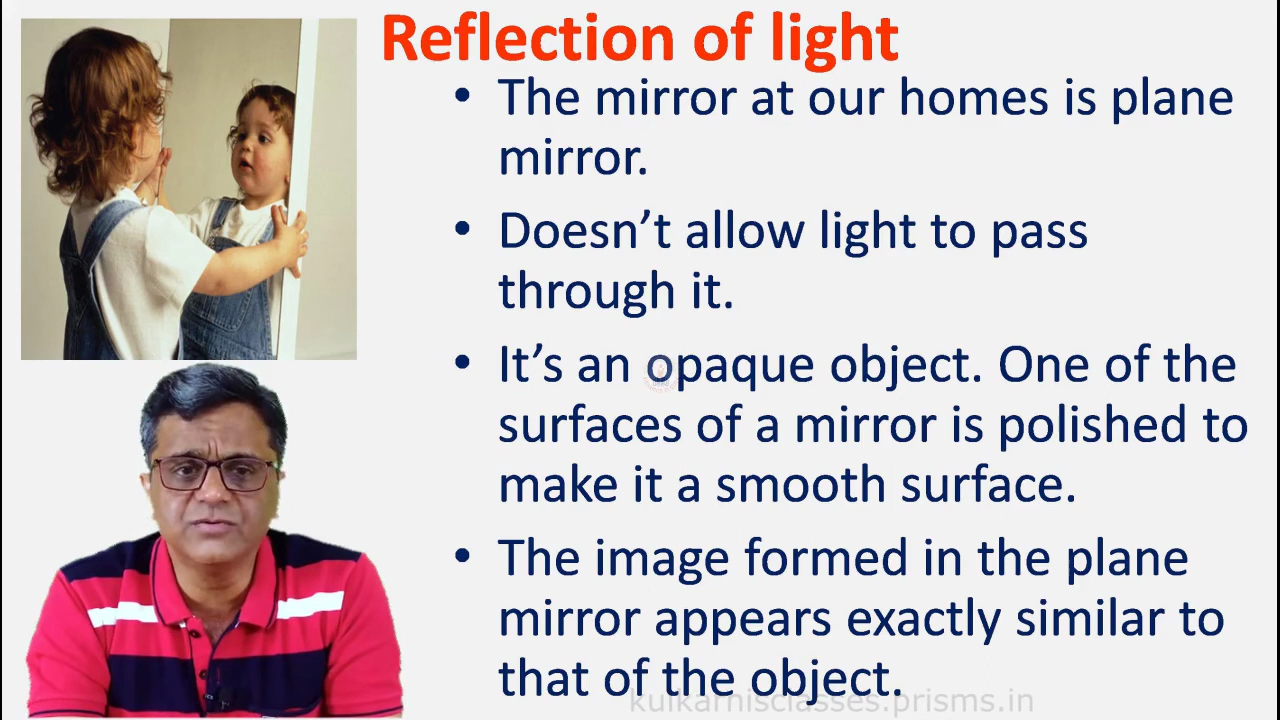 Reflection of light
• The mirror at our homes is plane
mirror.
• Doesn’t allow light to pass
through it.
• It’s an opaque object. One of the
surfaces of a mirror is polished to
make it a smooth surface.
• The image formed in the plane
mirror appears exactly similar to
that of the object.
kulkarnisclasses.prisms.in